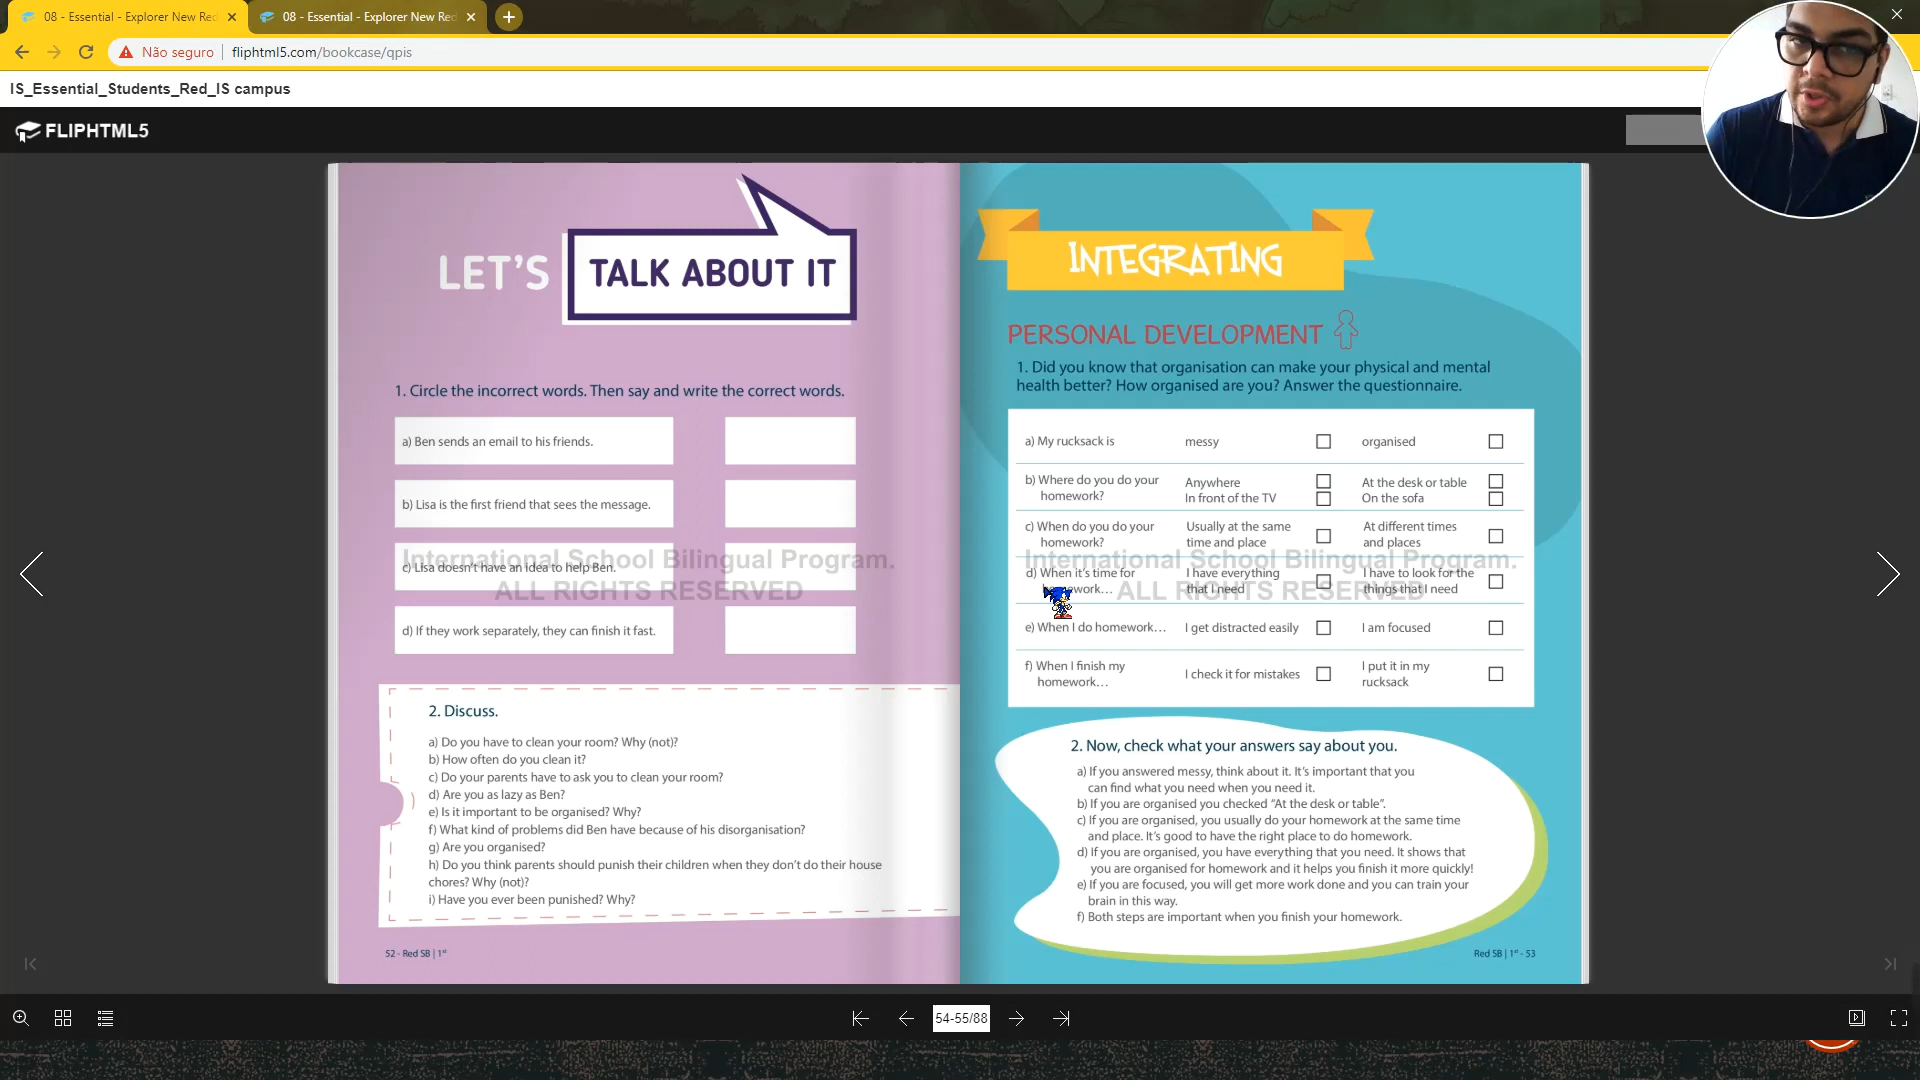 08 - Essential - Explorer New Red
08 - Essential - Explorer New Red
Não seguro
fliphtml5.com/bookcase/qpis
IS_Essential_Students_Red_IS campus
FLIPHTML5
LET'S TALK ABOUT IT
1. Circle the incorrect words. Then say and write the correct words.
a) Ben sends an email to his friends.
b) Lisa is the first friend that sees the message.
c) Lisa doesn't have an idea to help Ben.
d) If they work separately, they can finish it fast.
International School Bilingual Program.
ALL RIGHTS RESERVED
2. Discuss.
a) Do you have to clean your room? Why (not)?
b) How often do you clean it?
c) Do your parents have to ask you to clean your room?
d) Are you as lazy as Ben?
e) Is it important to be organised? Why?
f) What kind of problems did Ben have because of his disorganisation?
g) Are you organised?
h) Do you think parents should punish their children when they don't do their house
chores? Why (not)?
i) Have you ever been punished? Why?
52 - Red SB | 1st
INTEGRATING
PERSONAL DEVELOPMENT
1. Did you know that organisation can make your physical and mental
health better? How organised are you? Answer the questionnaire.
a) My rucksack is messy organised
b) Where do you do your Anywhere At the desk or table
homework? In front of the TV On the sofa
c) When do you do your Usually at the same At different times
homework? time and place and places
d) When it's time for I have everything I have to look for the
that I need things that I need
International School Bilingual Program.
ALL RIGHTS RESERVED
e) When I do homework... I get distracted easily I am focused
f) When I finish my I check it for mistakes I put it in my
homework... rucksack
2. Now, check what your answers say about you.
a) If you answered messy, think about it. It's important that you
can find what you need when you need it.
b) If you are organised you checked "At the desk or table".
c) If you are organised, you usually do your homework at the same time
and place. It's good to have the right place to do homework.
d) If you are organised, you have everything that you need. It shows that
you are organised for homework and it helps you finish it more quickly!
e) If you are focused, you will get more work done and you can train your
brain in this way.
f) Both steps are important when you finish your homework.
Red SB | 1st - 53
54-55/88